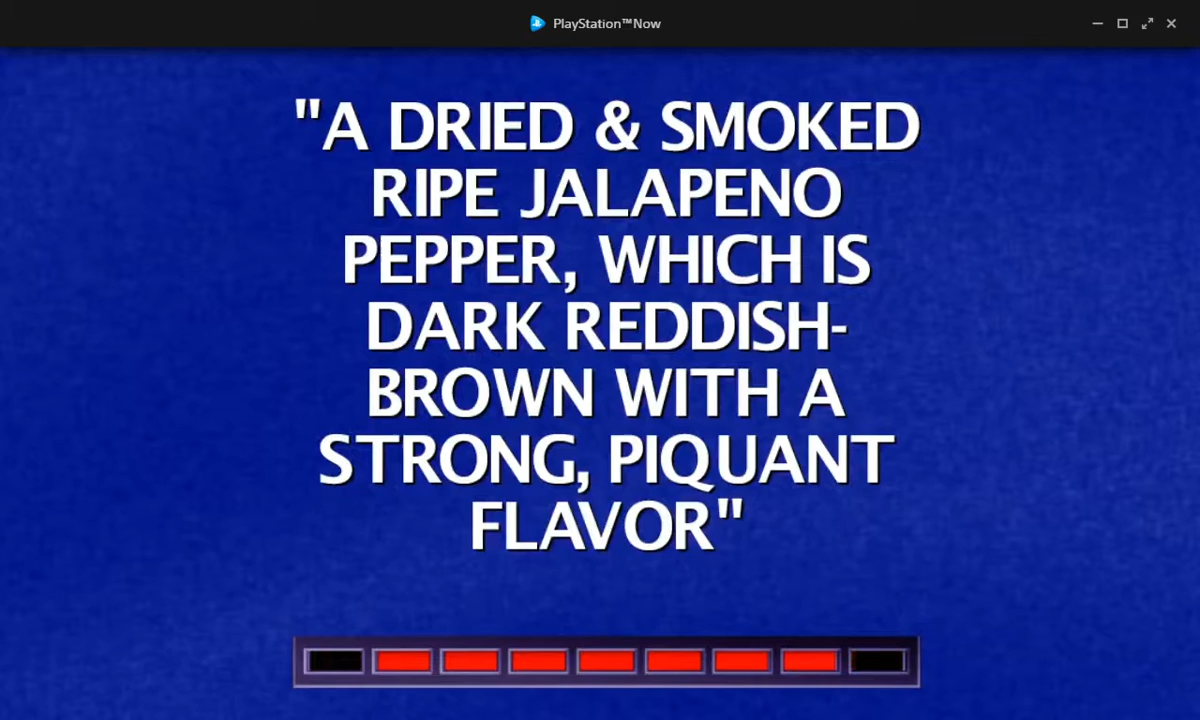 PlayStation™Now
"A DRIED & SMOKED
RIPE JALAPENO
PEPPER, WHICH IS
DARK REDDISH-
BROWN WITH A
STRONG, PIQUANT
FLAVOR"